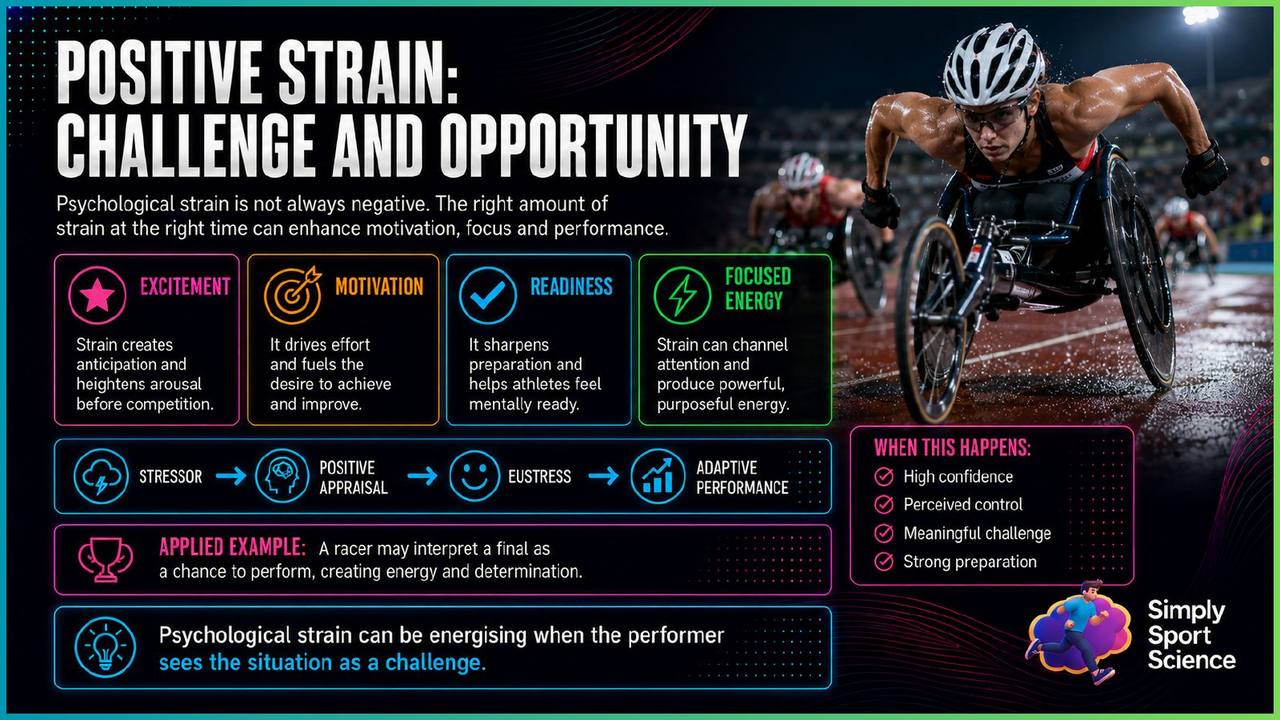 POSITIVE STRAIN:
CHALLENGE AND OPPORTUNITY
Psychological strain is not always negative. The right amount of
strain at the right time can enhance motivation, focus and performance.
EXCITEMENT
Strain creates
anticipation and
heightens arousal
before competition.
MOTIVATION
It drives effort
and fuels the
desire to achieve
and improve.
READINESS
It sharpens
preparation and
helps athletes feel
mentally ready.
FOCUSED
ENERGY
Strain can channel
attention and
produce powerful,
purposeful energy.
STRESSOR
POSITIVE
APPRAISAL
EUSTRESS
ADAPTIVE
PERFORMANCE
WHEN THIS HAPPENS:
High confidence
Perceived control
Meaningful challenge
Strong preparation
APPLIED EXAMPLE: A racer may interpret a final as
a chance to perform, creating energy and determination.
Psychological strain can be energising when the performer
sees the situation as a challenge.
Simply
Sport
Science